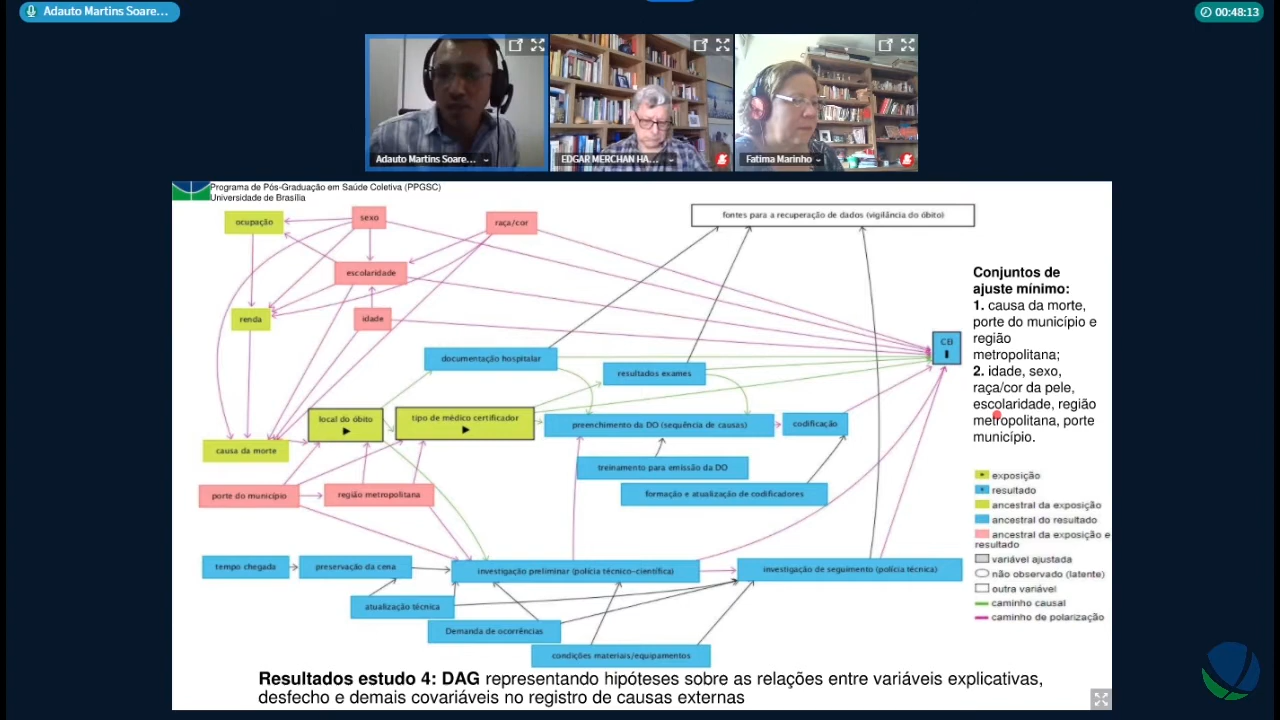 Adauto Martins Soare...
00:48:13
Adauto Martins Soare...
EDGAR MERCHAN HA...
Fatima Marinho
Programa de Pós-Graduação em Saúde Coletiva (PPGSC)
Universidade de Brasília
ocupação
sexo
raça/cor
fontes para a recuperação de dados (vigilância do óbito)
escolaridade
renda
idade
documentação hospitalar
resultados exames
local do óbito
tipo de médico certificador
preenchimento da DO (sequência de causas)
codificação
causa da morte
treinamento para emissão da DO
porte do município
região metropolitana
formação e atualização de codificadores
tempo chegada
preservação da cena
investigação preliminar (polícia técnico-científica)
investigação de seguimento (polícia técnica)
atualização técnica
Demanda de ocorrências
condições materiais/equipamentos
Conjuntos de
ajuste mínimo:
1. causa da morte,
porte do município e
região
metropolitana;
2. idade, sexo,
raça/cor da pele,
escolaridade, região
metropolitana, porte
município.
exposição
resultado
ancestral da exposição
ancestral do resultado
ancestral da exposição e
resultado
variável ajustada
não observado (latente)
outra variável
caminho causal
caminho de polarização
Resultados estudo 4: DAG representando hipóteses sobre as relações entre variáveis explicativas,
desfecho e demais covariáveis no registro de causas externas